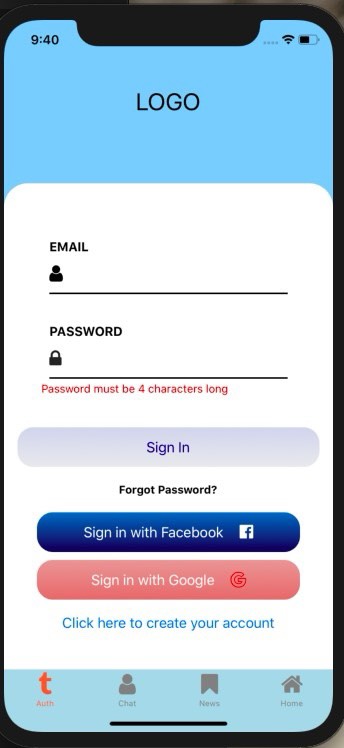 9:40
LOGO
EMAIL
PASSWORD
Password must be 4 characters long
Sign In
Forgot Password?
Sign in with Facebook
Sign in with Google
Click here to create your account
Auth Chat News Home